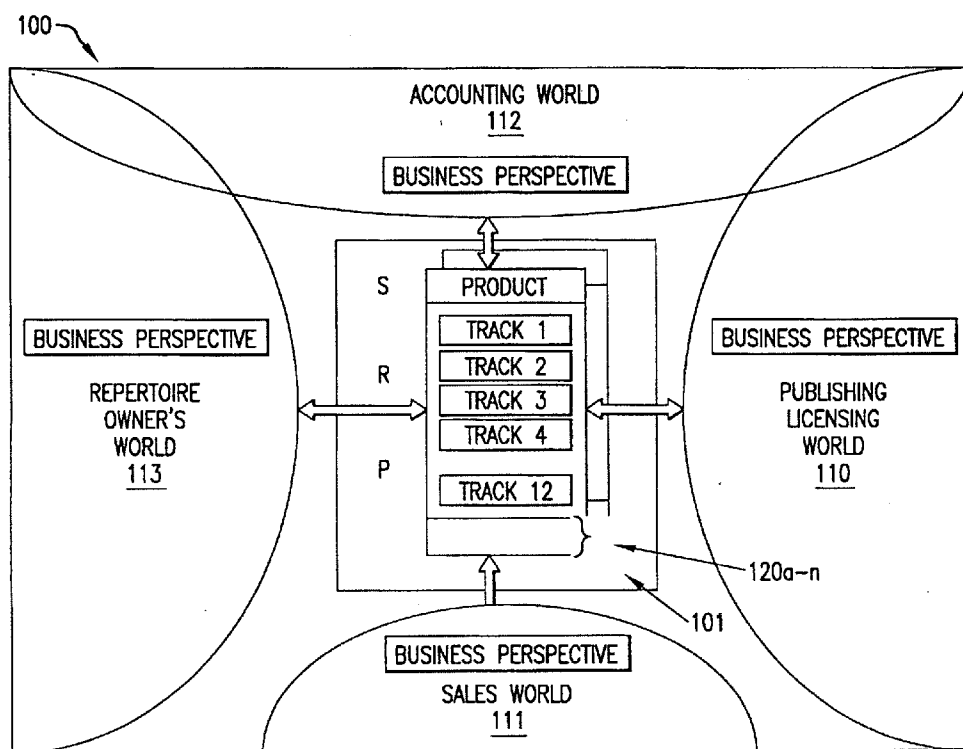 100
ACCOUNTING WORLD
112
BUSINESS PERSPECTIVE
S
R
P
PRODUCT
TRACK 1
TRACK 2
TRACK 3
TRACK 4
TRACK 12
BUSINESS PERSPECTIVE
REPERTOIRE
OWNER'S
WORLD
113
BUSINESS PERSPECTIVE
PUBLISHING
LICENSING
WORLD
110
120a-n
101
BUSINESS PERSPECTIVE
SALES WORLD
111